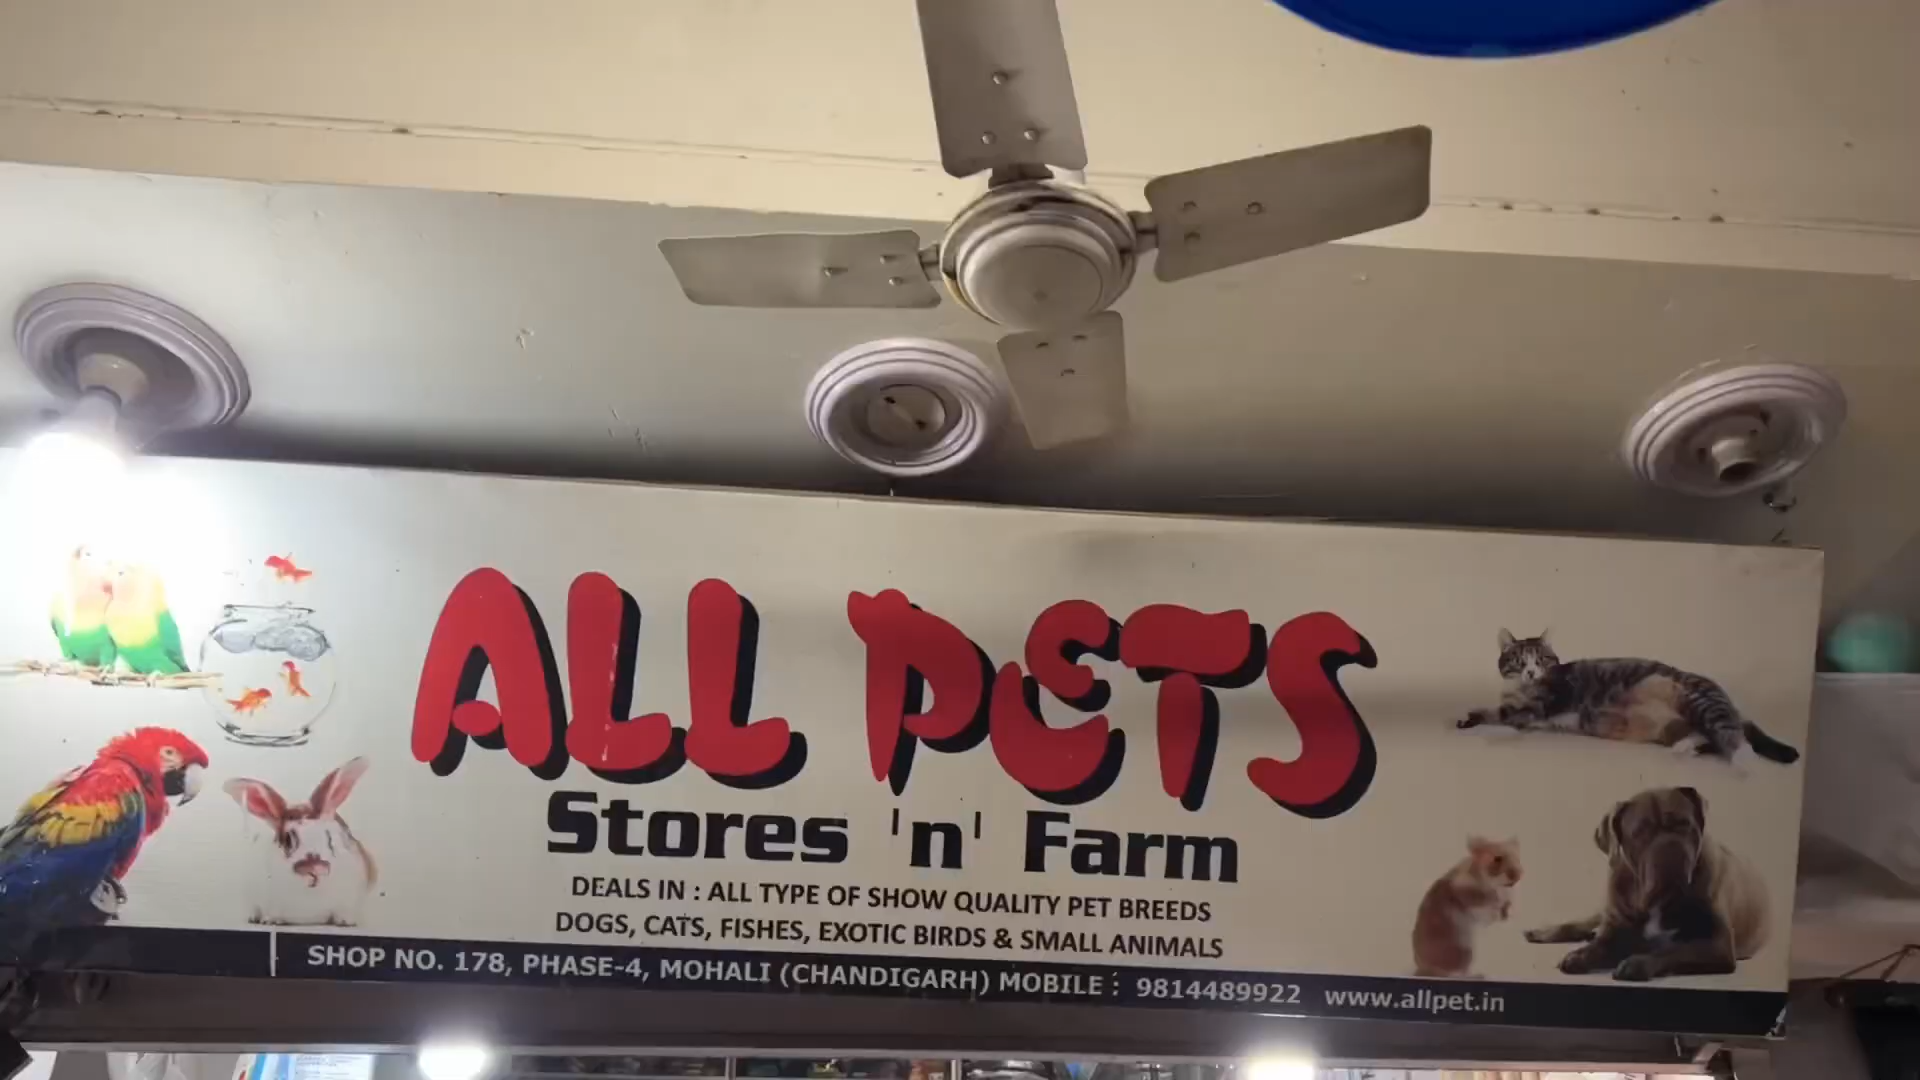 ALL PETS
Stores 'n' Farm
DEALS IN : ALL TYPE OF SHOW QUALITY PET BREEDS
DOGS, CATS, FISHES, EXOTIC BIRDS & SMALL ANIMALS
SHOP NO. 178, PHASE-4, MOHALI (CHANDIGARH) MOBILE : 9814489922 www.allpet.in